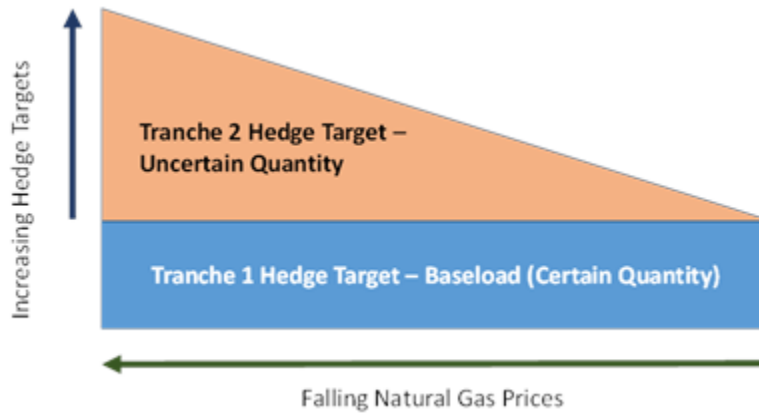 Increasing Hedge Targets
Tranche 2 Hedge Target –
Uncertain Quantity
Tranche 1 Hedge Target – Baseload (Certain Quantity)
Falling Natural Gas Prices